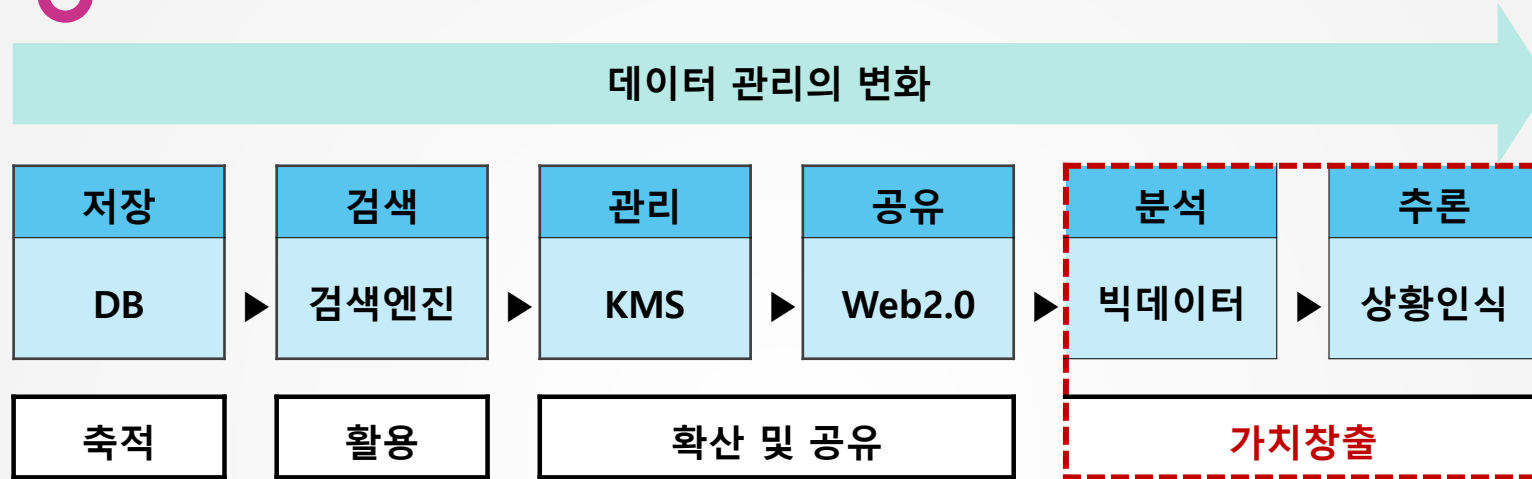 데이터 관리의 변화
저장 검색 관리 공유 분석 추론
DB ▶ 검색엔진 ▶ KMS ▶ Web2.0 ▶ 빅데이터 ▶ 상황인식
축적 활용 확산 및 공유 가치창출